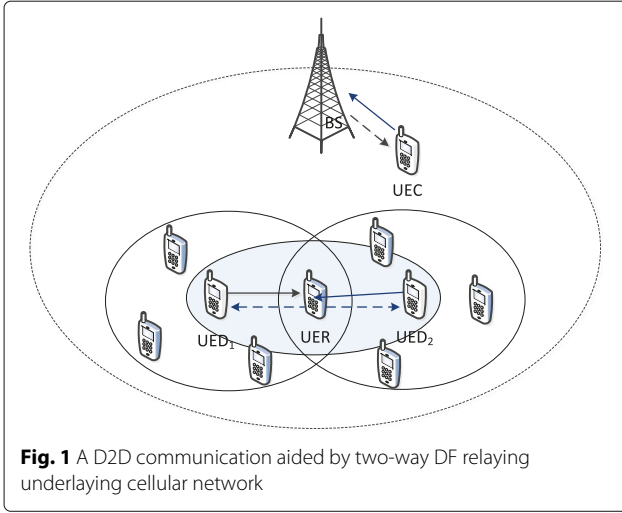 BS
UEC
UED₁ UER UED₂
Fig. 1 A D2D communication aided by two-way DF relaying
underlaying cellular network